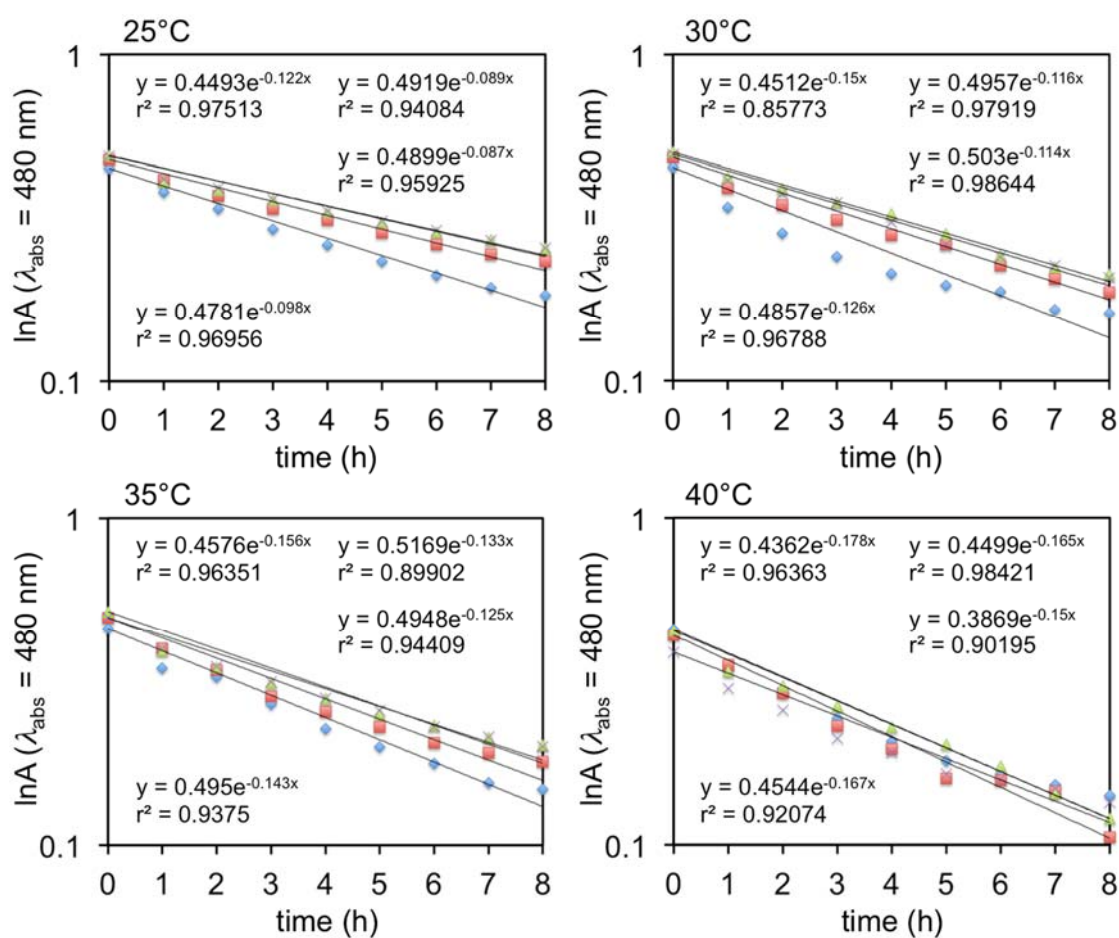 25°C
1
y = 0.4493e^-0.122x
r² = 0.97513
y = 0.4919e^-0.089x
r² = 0.94084
y = 0.4899e^-0.087x
r² = 0.95925
y = 0.4781e^-0.098x
r² = 0.96956
lnA (λabs = 480 nm)
0.1
0 1 2 3 4 5 6 7 8
time (h)
30°C
1
y = 0.4512e^-0.15x
r² = 0.85773
y = 0.4957e^-0.116x
r² = 0.97919
y = 0.503e^-0.114x
r² = 0.98644
y = 0.4857e^-0.126x
r² = 0.96788
lnA (λabs = 480 nm)
0.1
0 1 2 3 4 5 6 7 8
time (h)
35°C
1
y = 0.4576e^-0.156x
r² = 0.96351
y = 0.5169e^-0.133x
r² = 0.89902
y = 0.4948e^-0.125x
r² = 0.94409
y = 0.495e^-0.143x
r² = 0.9375
lnA (λabs = 480 nm)
0.1
0 1 2 3 4 5 6 7 8
time (h)
40°C
1
y = 0.4362e^-0.178x
r² = 0.96363
y = 0.4499e^-0.165x
r² = 0.98421
y = 0.3869e^-0.15x
r² = 0.90195
y = 0.4544e^-0.167x
r² = 0.92074
lnA (λabs = 480 nm)
0.1
0 1 2 3 4 5 6 7 8
time (h)